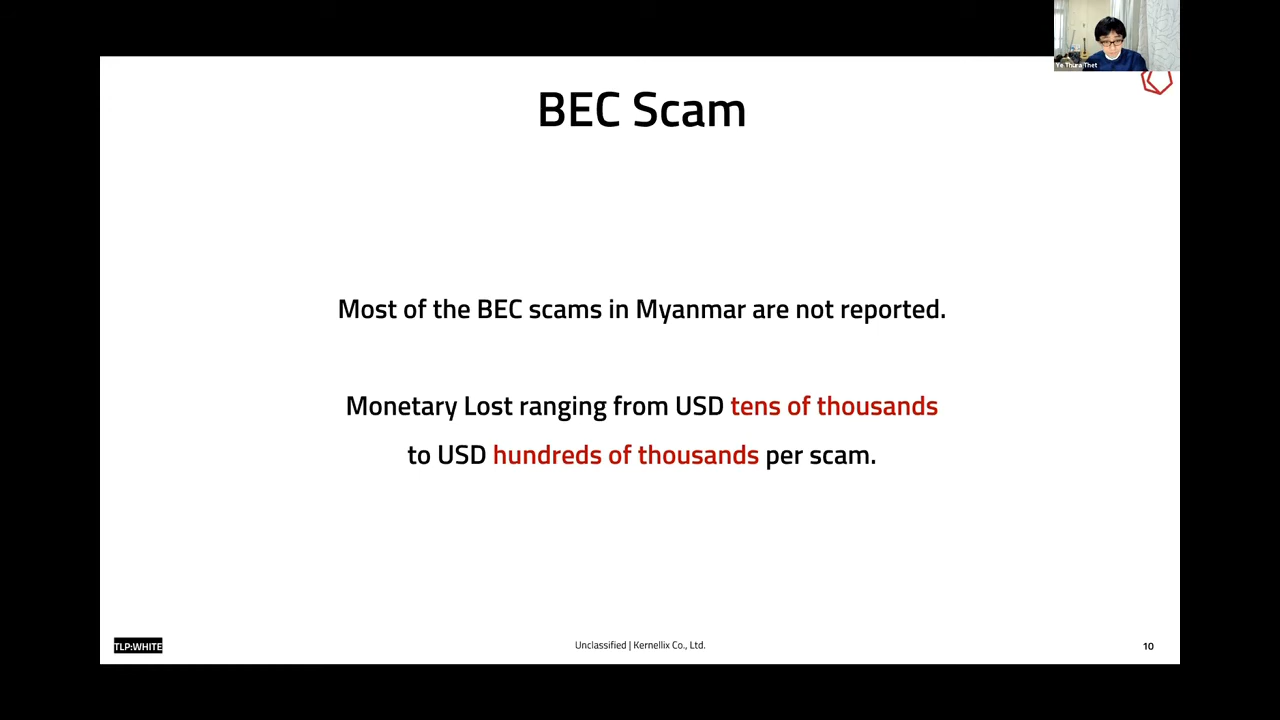 Ye Thura Thet
BEC Scam
Most of the BEC scams in Myanmar are not reported.
Monetary Lost ranging from USD tens of thousands
to USD hundreds of thousands per scam.
TLP:WHITE
Unclassified | Kernellix Co., Ltd.
10